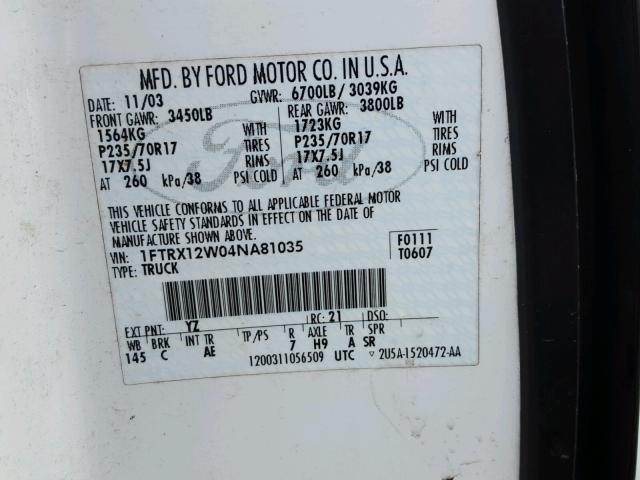 MFD. BY FORD MOTOR CO. IN U.S.A.
DATE: 11/03 GVWR: 6700LB/ 3039KG
FRONT GAWR: 3450LB REAR GAWR: 3800LB
1564KG WITH 1723KG WITH
P235/70R17 TIRES P235/70R17 TIRES
17X7.5J RIMS 17X7.5J RIMS
AT 260 kPa/38 PSI COLD AT 260 kPa/38 PSI COLD
Ford
THIS VEHICLE CONFORMS TO ALL APPLICABLE FEDERAL MOTOR
VEHICLE SAFETY STANDARDS IN EFFECT ON THE DATE OF
MANUFACTURE SHOWN ABOVE.
VIN: 1FTRX12W04NA81035 F0111
TYPE: TRUCK T0607
EXT PNT: YZ RC: 21 DSO:
WB BRK INT TR TP/PS R AXLE TR SPR
145 C AE 7 H9 A SR
1200311056509 UTC 2U5A-1520472-AA